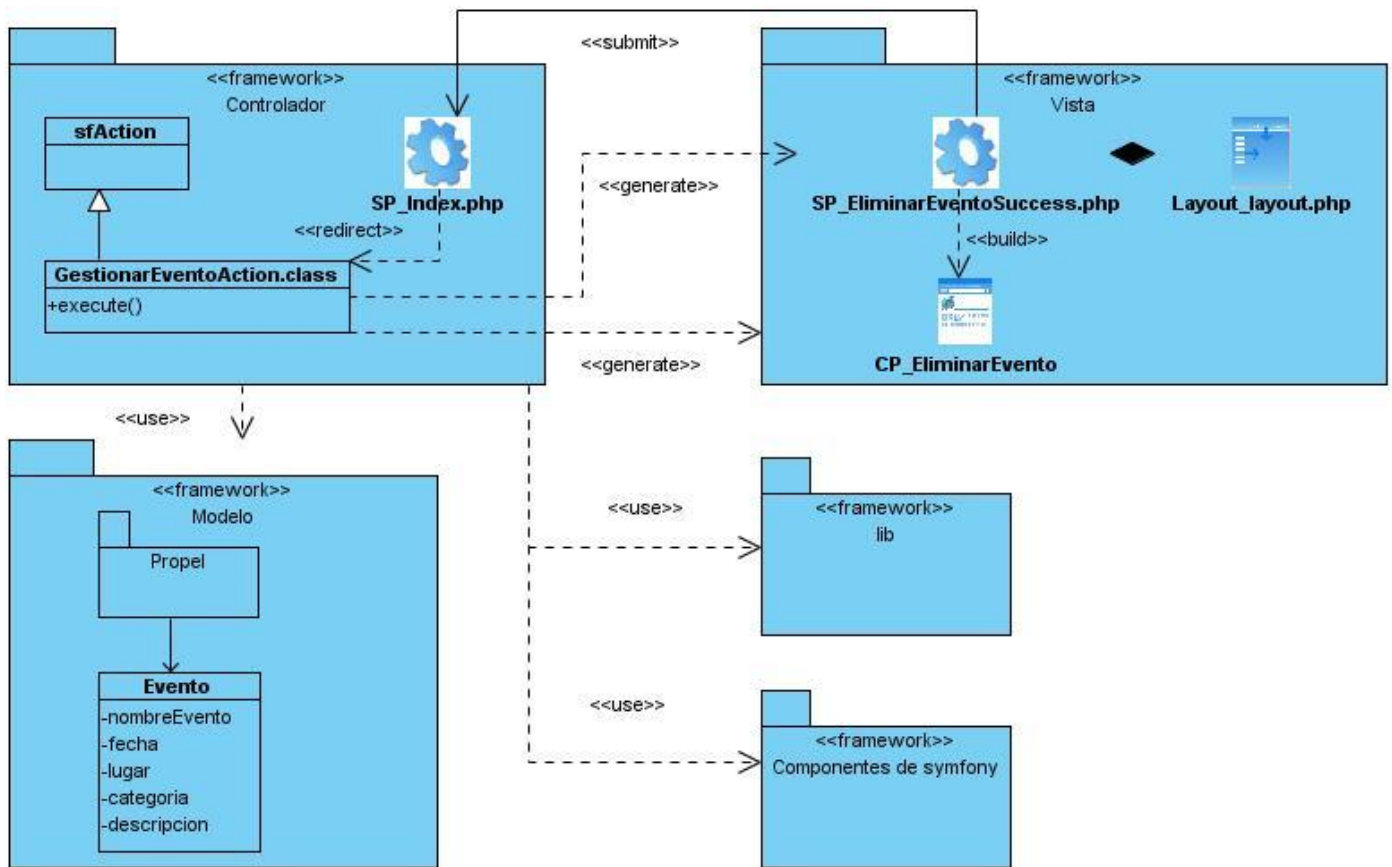 <<submit>>
<<framework>>
Controlador
sfAction
SP_Index.php
<<redirect>>
GestionarEventoAction.class
+execute()
<<generate>>
<<generate>>
<<framework>>
Vista
SP_EliminarEventoSuccess.php
Layout_layout.php
<<build>>
CP_EliminarEvento
<<use>>
<<framework>>
Modelo
Propel
Evento
-nombreEvento
-fecha
-lugar
-categoria
-descripcion
<<use>>
<<framework>>
lib
<<use>>
<<framework>>
Componentes de symfony